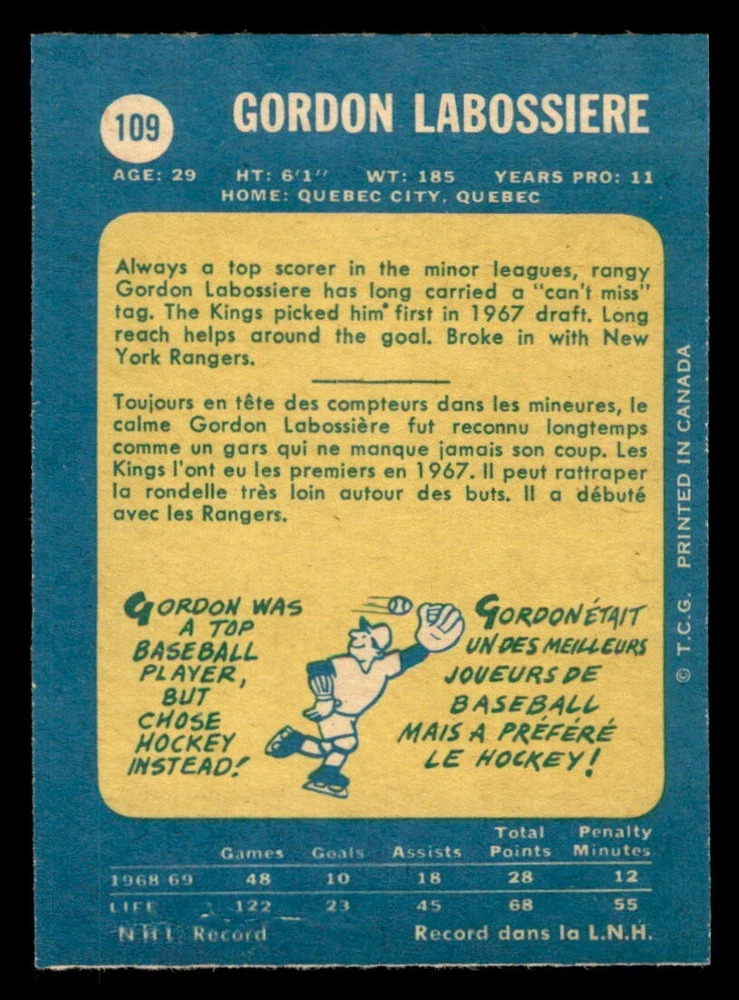 109
GORDON LABOSSIERE
AGE: 29 HT: 6'1" WT: 185 YEARS PRO: 11
HOME: QUEBEC CITY, QUEBEC
Always a top scorer in the minor leagues, rangy
Gordon Labossiere has long carried a "can't miss"
tag. The Kings picked him first in 1967 draft. Long
reach helps around the goal. Broke in with New
York Rangers.
Toujours en tête des compteurs dans les mineures, le
calme Gordon Labossière fut reconnu longtemps
comme un gars qui ne manque jamais son coup. Les
Kings l'ont eu les premiers en 1967. Il peut rattraper
la rondelle très loin autour des buts. Il a débuté
avec les Rangers.
GORDON WAS
A TOP
BASEBALL
PLAYER,
BUT
CHOSE
HOCKEY
INSTEAD!
GORDON ÉTAIT
UN DES MEILLEURS
JOUEURS DE
BASEBALL
MAIS A PRÉFÉRÉ
LE HOCKEY!
© T.C.G. PRINTED IN CANADA
Games Goals Assists Total Points Penalty Minutes
1968-69 48 10 18 28 12
LIFE 122 23 45 68 55
NHL Record Record dans la L.N.H.